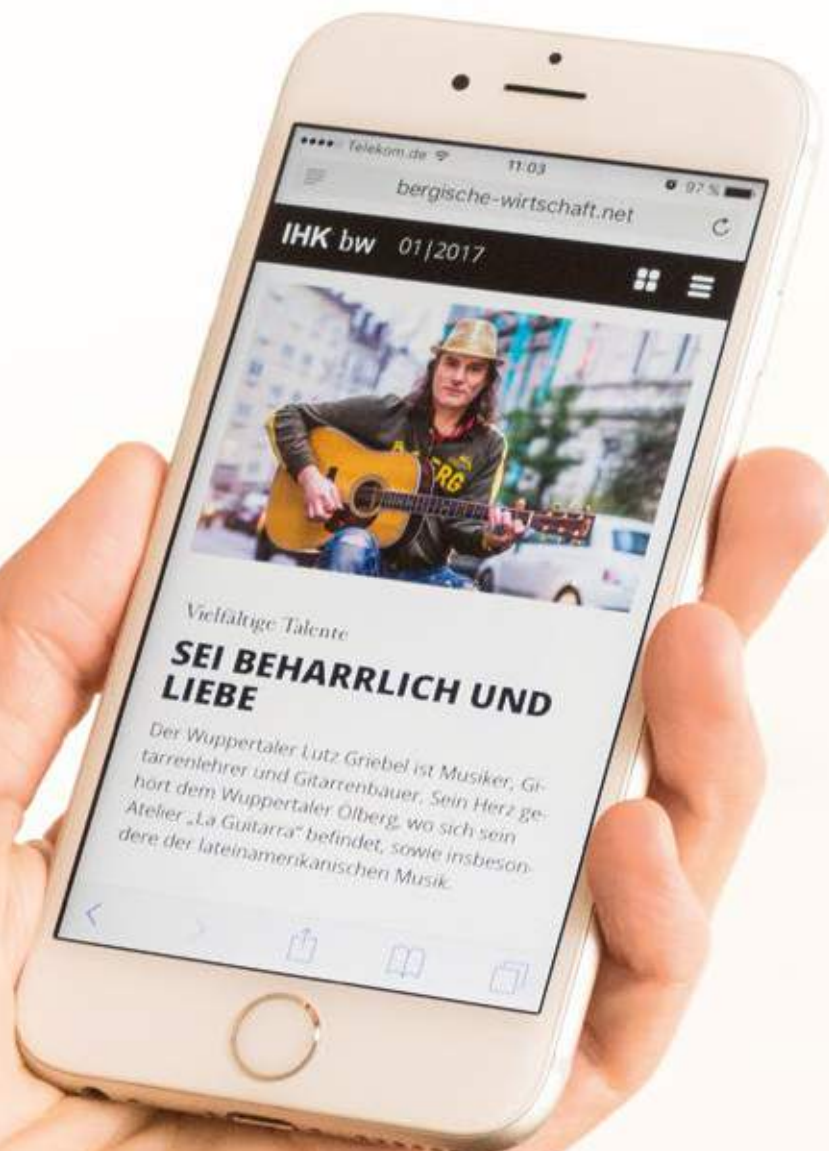 Telekom.de 11:03 97 %
bergische-wirtschaft.net
IHK bw 01|2017
ERG
Vielfältige Talente
SEI BEHARRLICH UND
LIEBE
Der Wuppertaler Lutz Griebel ist Musiker, Gi-
tarrenlehrer und Gitarrenbauer. Sein Herz ge-
hört dem Wuppertaler Ölberg, wo sich sein
Atelier „La Guitarra“ befindet, sowie insbeson-
dere der lateinamerikanischen Musik.